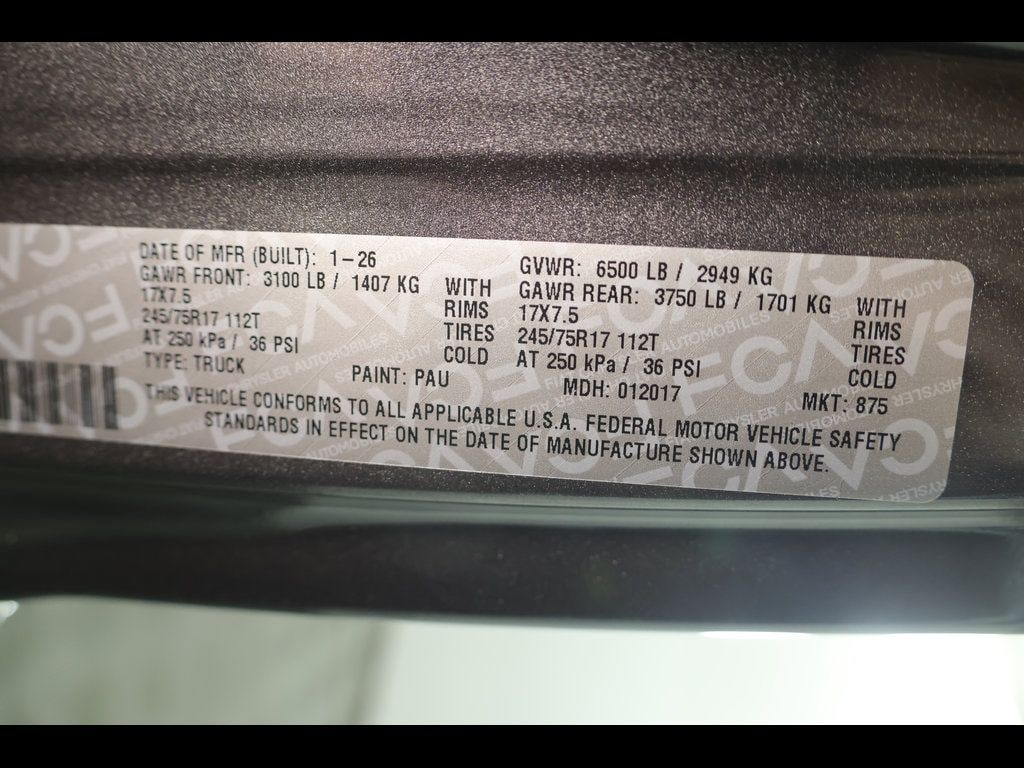 DATE OF MFR (BUILT): 1-26
GVWR: 6500 LB / 2949 KG
GAWR FRONT: 3100 LB / 1407 KG WITH
17X7.5 RIMS
245/75R17 112T TIRES
AT 250 kPa / 36 PSI COLD
GAWR REAR: 3750 LB / 1701 KG WITH
17X7.5 RIMS
245/75R17 112T TIRES
AT 250 kPa / 36 PSI COLD
TYPE: TRUCK
PAINT: PAU
MDH: 012017
MKT: 875
THIS VEHICLE CONFORMS TO ALL APPLICABLE U.S.A. FEDERAL MOTOR VEHICLE SAFETY
STANDARDS IN EFFECT ON THE DATE OF MANUFACTURE SHOWN ABOVE.